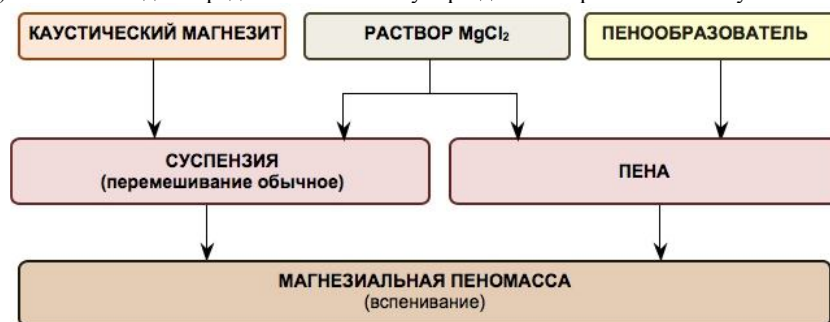 КАУСТИЧЕСКИЙ МАГНЕЗИТ
РАСТВОР MgCl₂
ПЕНООБРАЗОВАТЕЛЬ
СУСПЕНЗИЯ
(перемешивание обычное)
ПЕНА
МАГНЕЗИАЛЬНАЯ ПЕНОМАССА
(вспенивание)